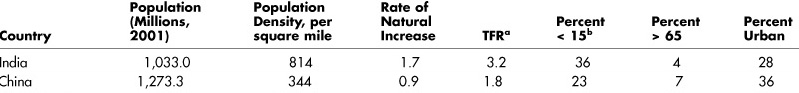 Country Population (Millions, 2001) Population Density, per square mile Rate of Natural Increase TFRa Percent < 15b Percent > 65 Percent Urban
India 1,033.0 814 1.7 3.2 36 4 28
China 1,273.3 344 0.9 1.8 23 7 36